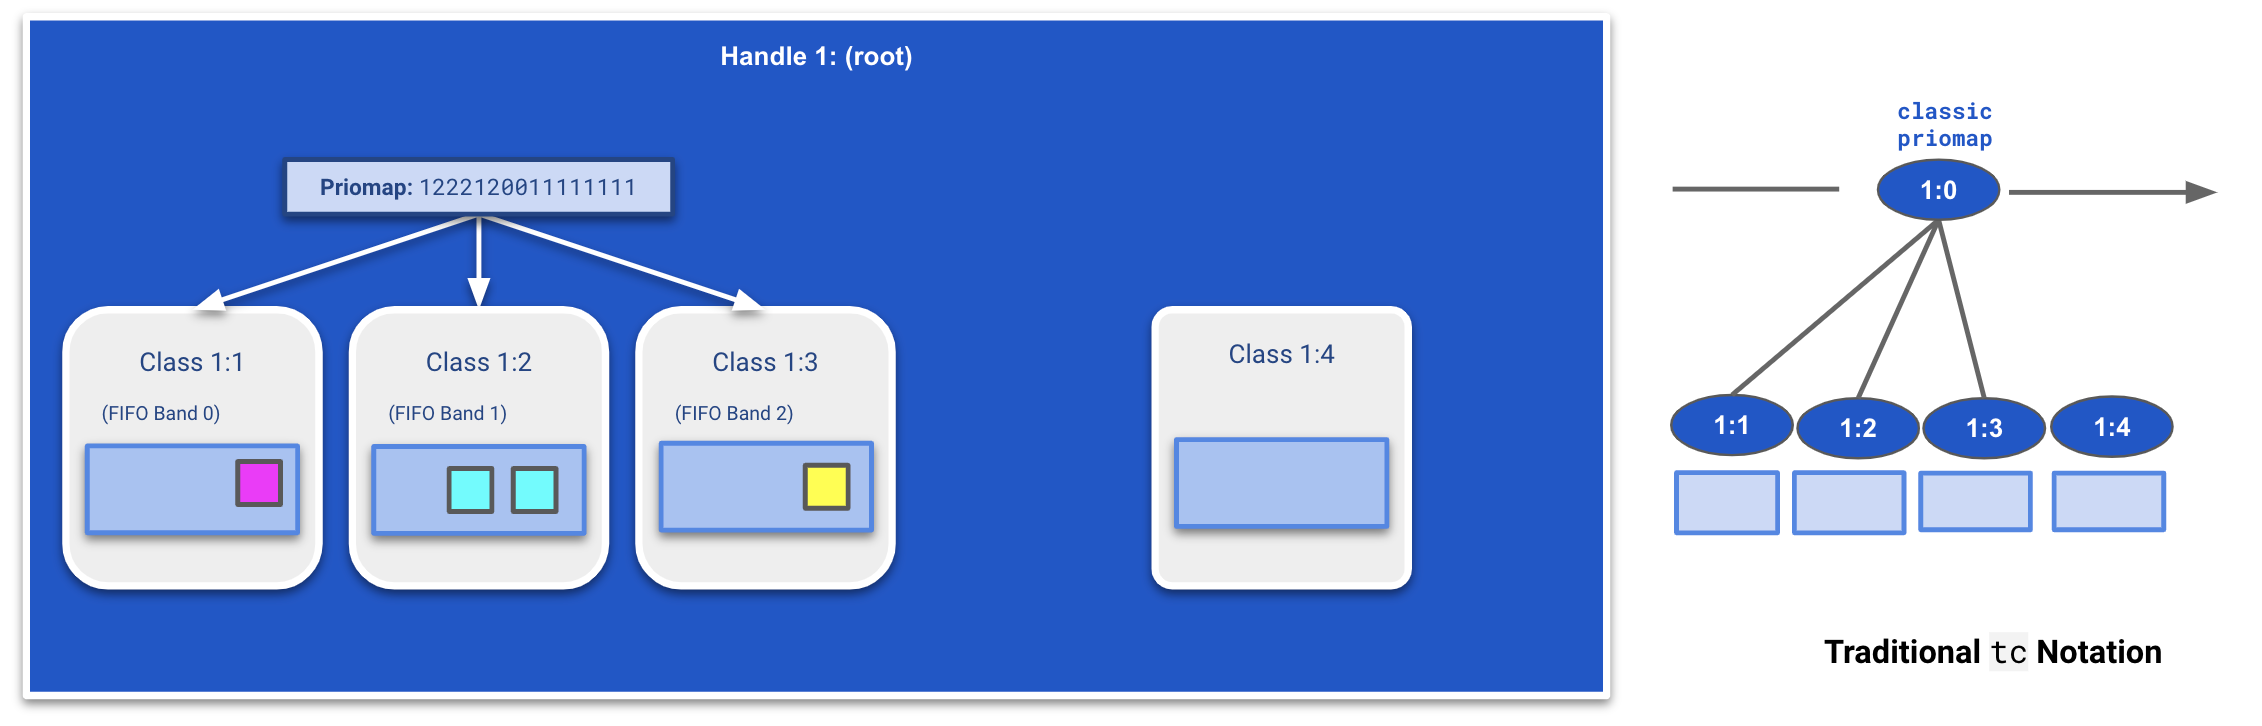 Handle 1: (root)
Priomap: 1222120011111111
Class 1:1
(FIFO Band 0)
Class 1:2
(FIFO Band 1)
Class 1:3
(FIFO Band 2)
Class 1:4
classic
priomap
1:0
1:1
1:2
1:3
1:4
Traditional tc Notation